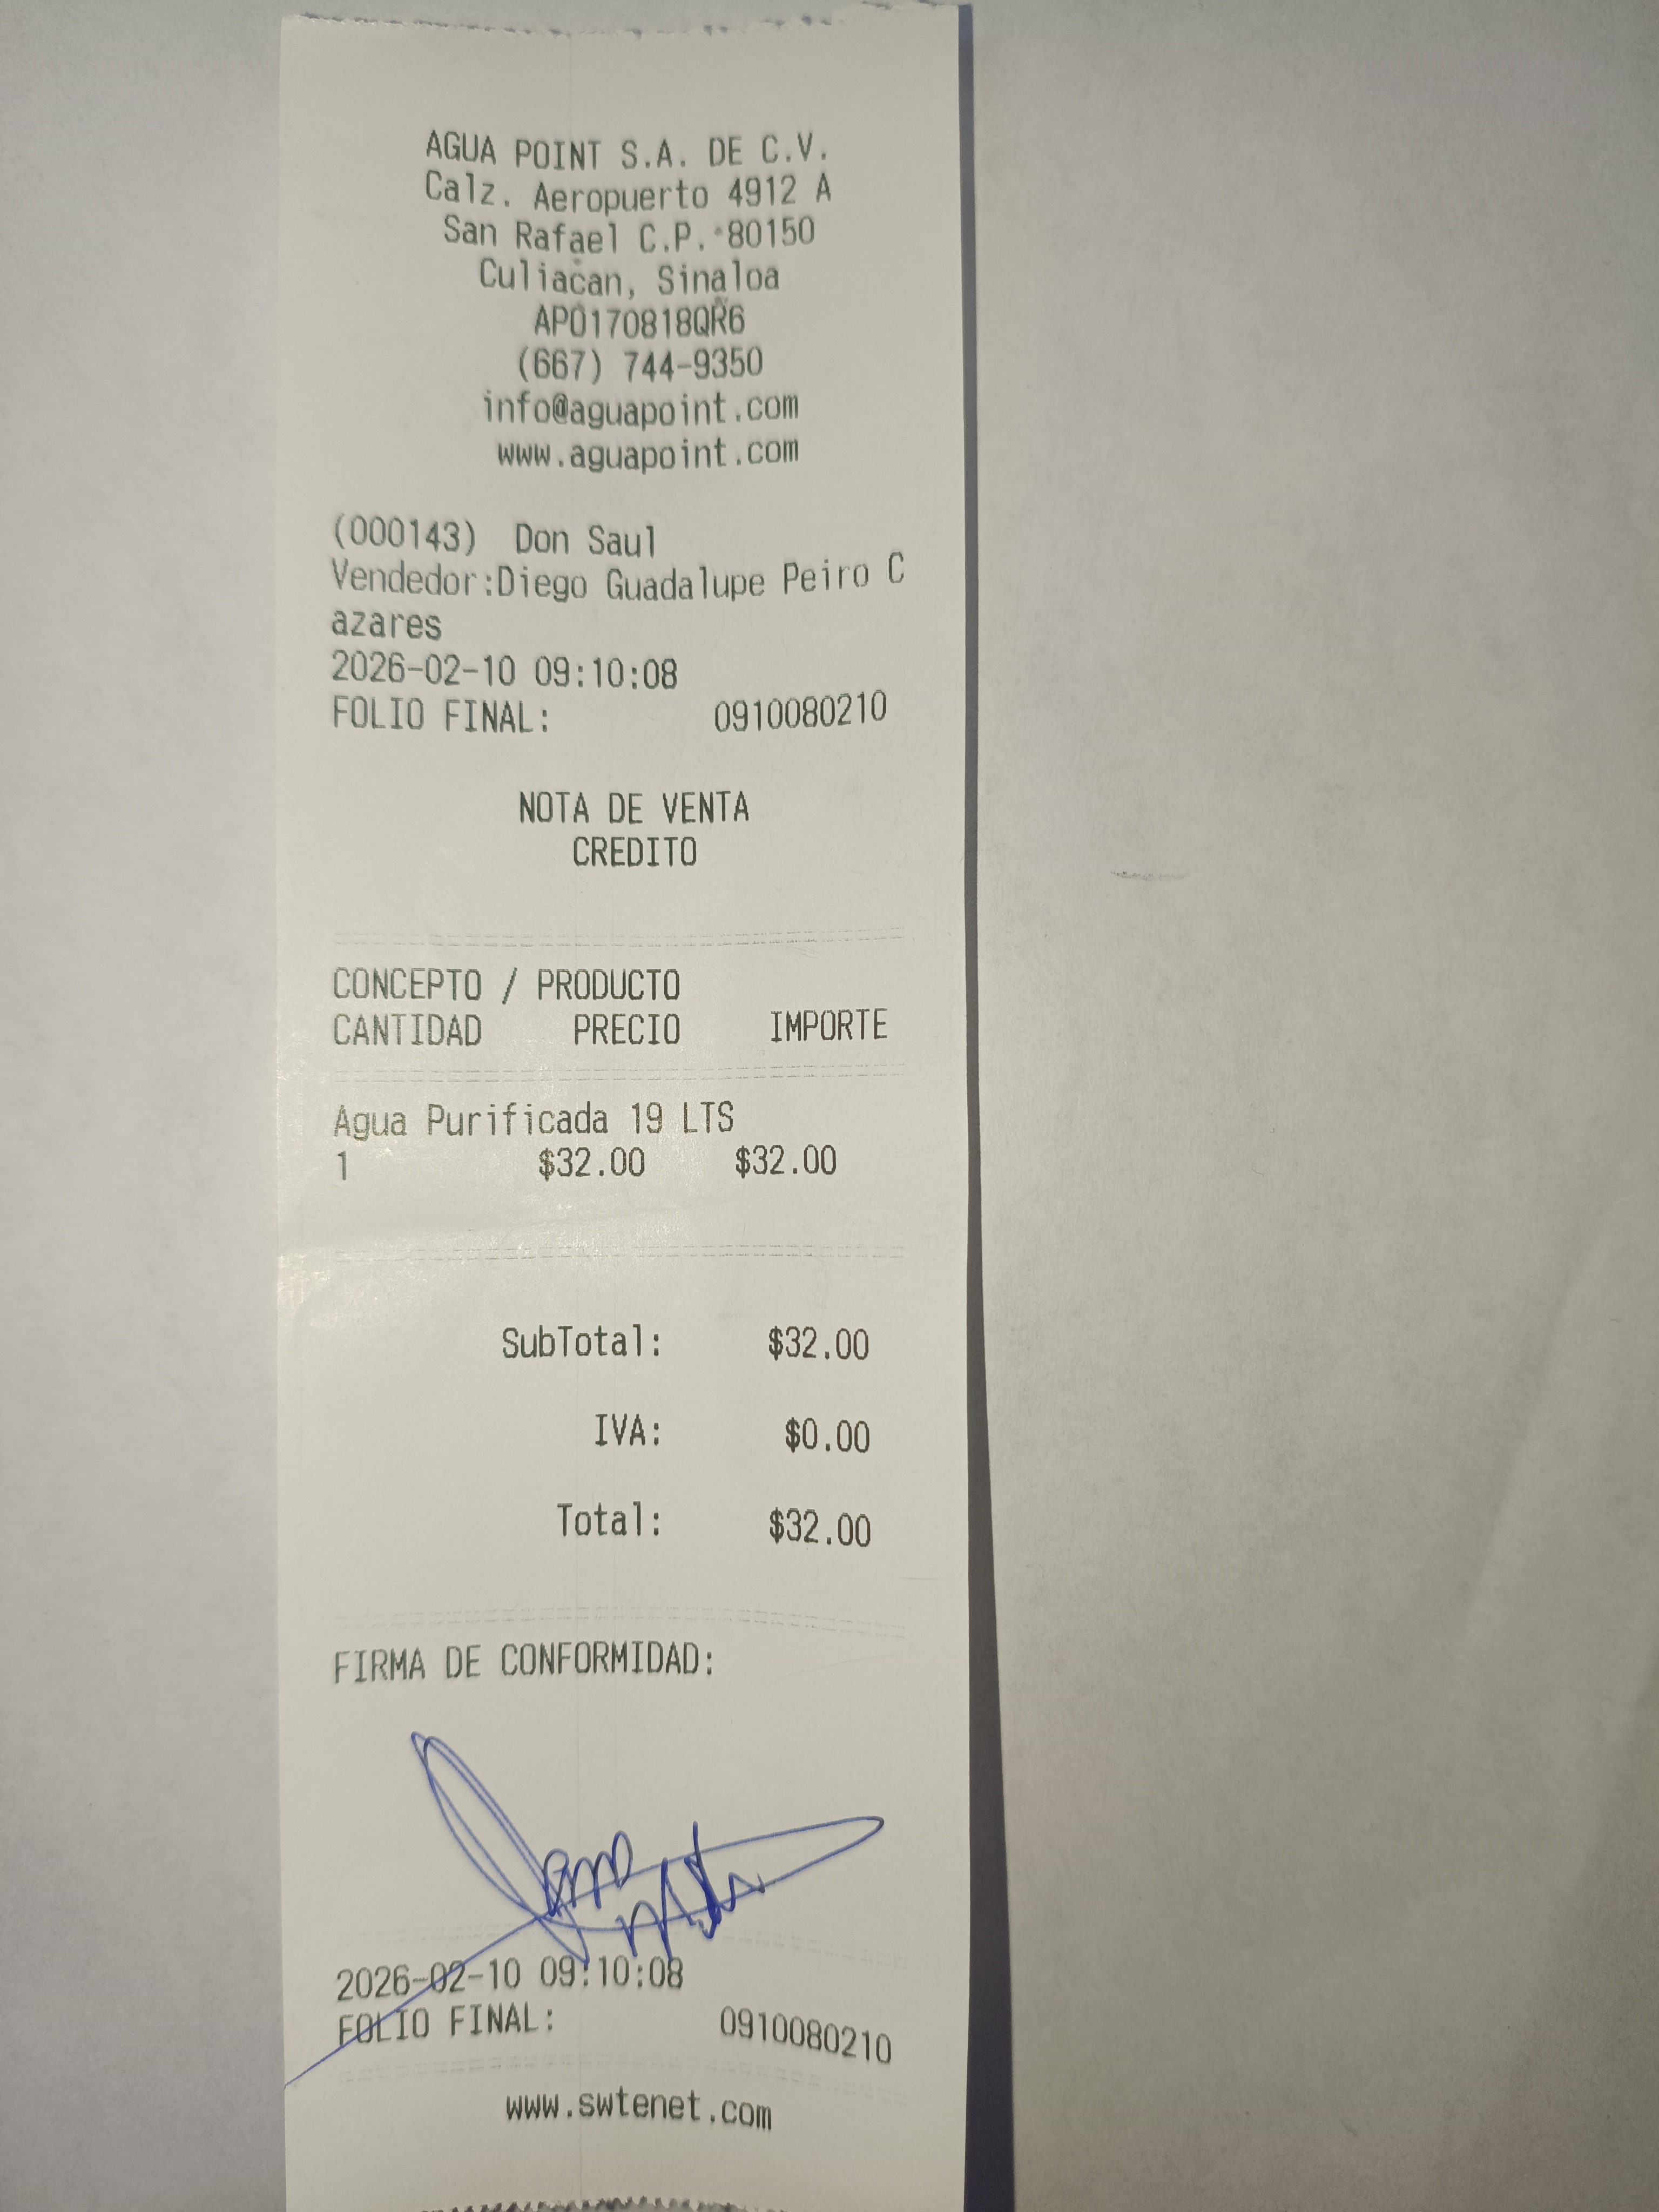 AGUA POINT S.A. DE C.V.
Calz. Aeropuerto 4912 A
San Rafael C.P. 80150
Culiacan, Sinaloa
APO170818QR6
(667) 744-9350
info@aguapoint.com
www.aguapoint.com
(000143) Don Saul
Vendedor:Diego Guadalupe Peiro C
azares
2026-02-10 09:10:08
FOLIO FINAL: 0910080210
NOTA DE VENTA
CREDITO
CONCEPTO / PRODUCTO
CANTIDAD PRECIO IMPORTE
Agua Purificada 19 LTS
1 $32.00 $32.00
SubTotal: $32.00
IVA: $0.00
Total: $32.00
FIRMA DE CONFORMIDAD:
2026-02-10 09:10:08
FOLIO FINAL: 0910080210
www.swtenet.com